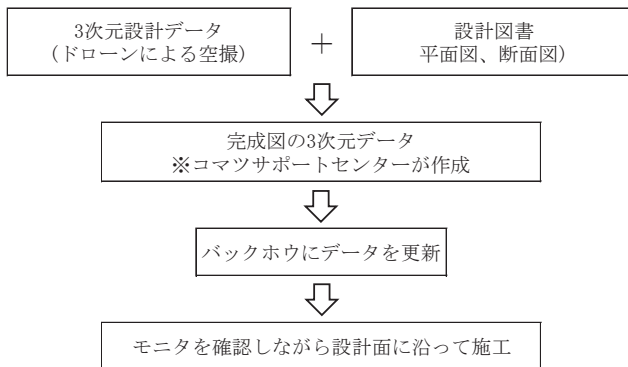 3次元設計データ
(ドローンによる空撮)
＋
設計図書
平面図、断面図)
完成図の3次元データ
※コマツサポートセンターが作成
バックホウにデータを更新
モニタを確認しながら設計面に沿って施工